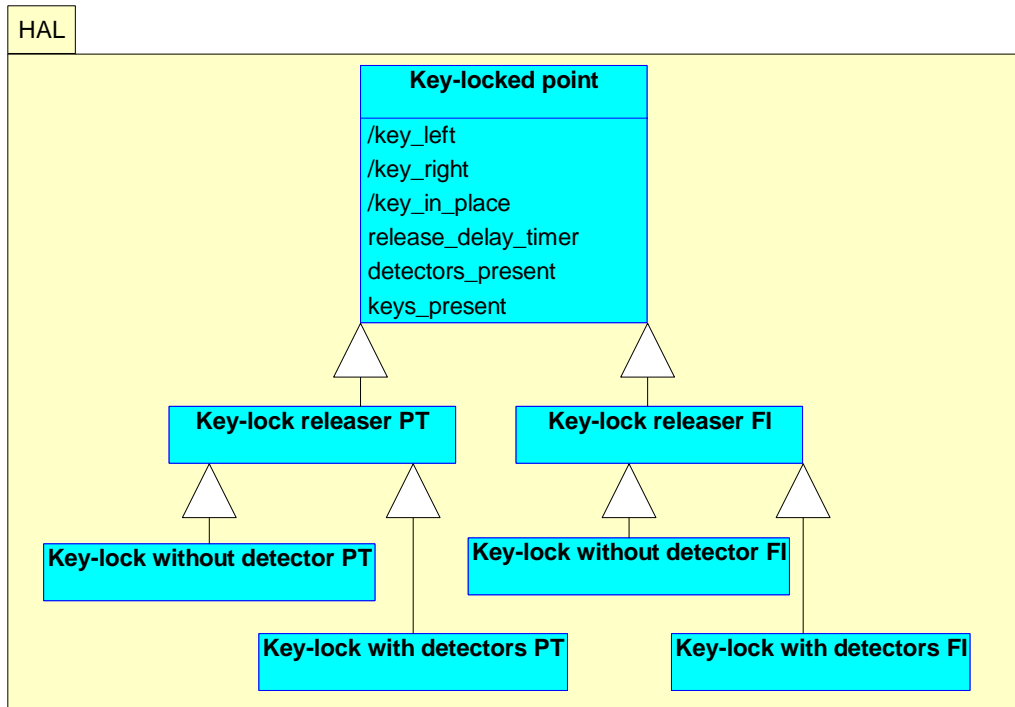 HAL
Key-locked point
/key_left
/key_right
/key_in_place
release_delay_timer
detectors_present
keys_present
Key-lock releaser PT
Key-lock releaser FI
Key-lock without detector PT
Key-lock without detector FI
Key-lock with detectors PT
Key-lock with detectors FI